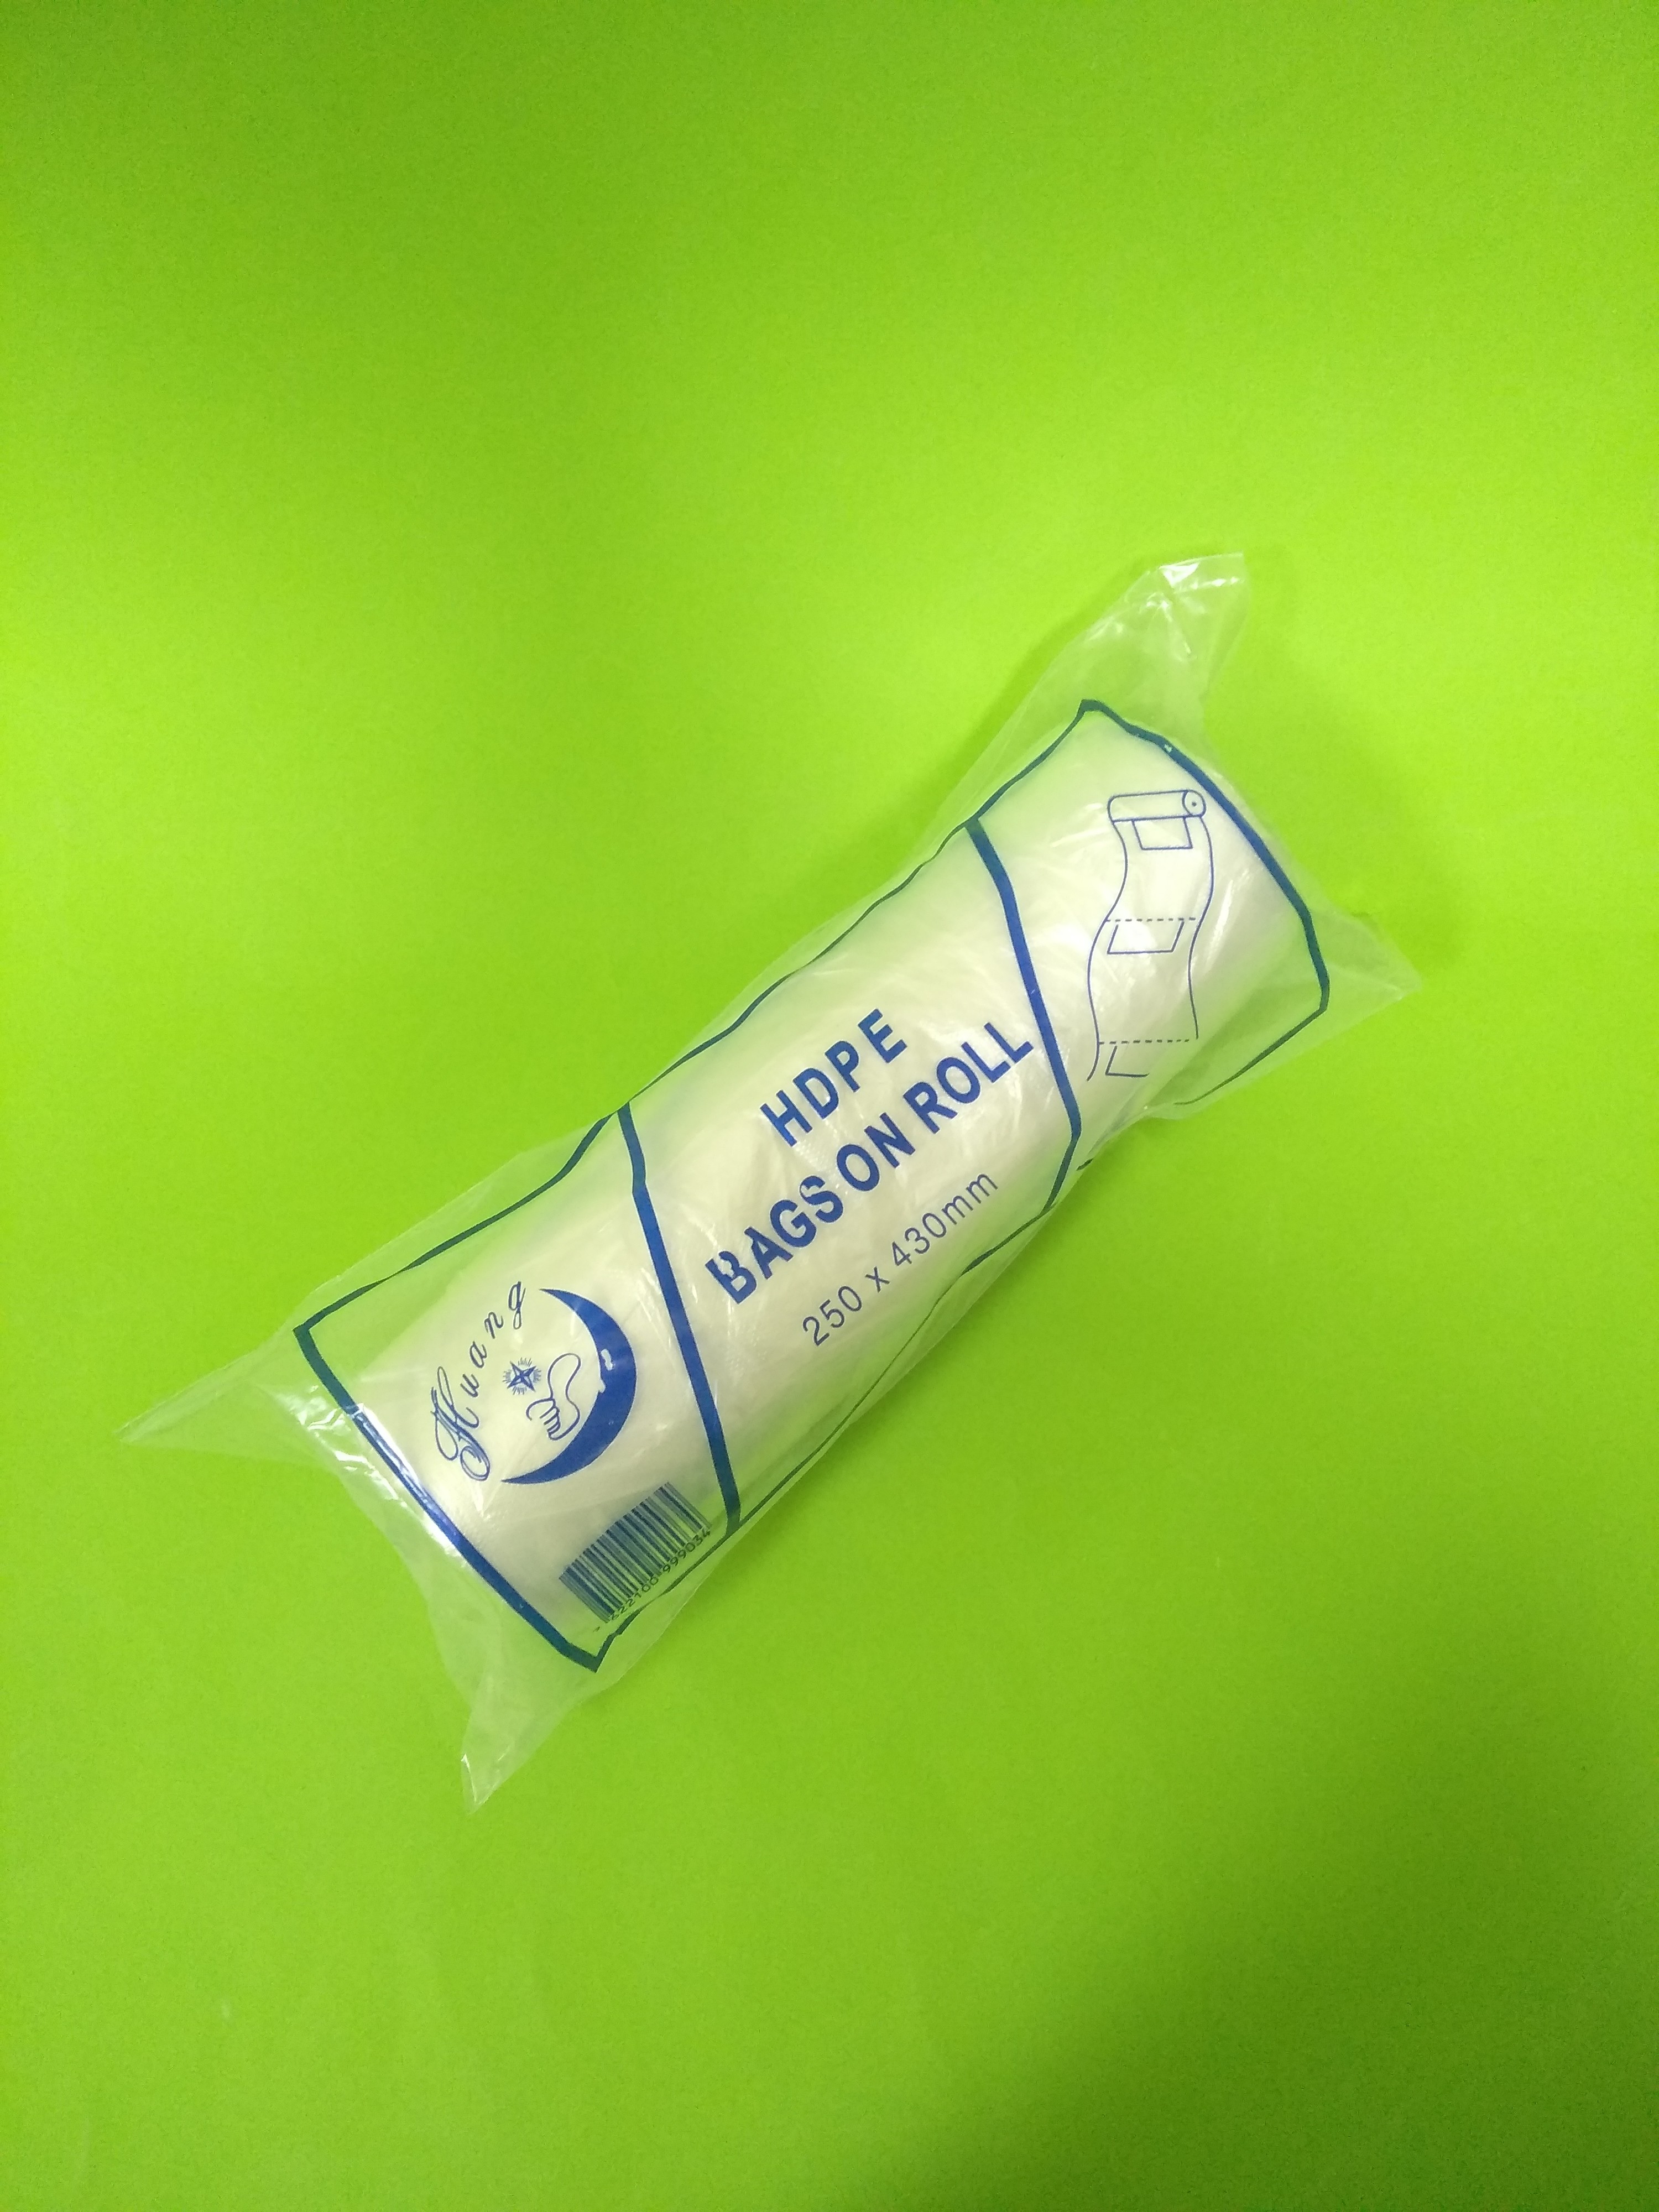 Huang
HDPE
BAGS ON ROLL
250 x 430mm